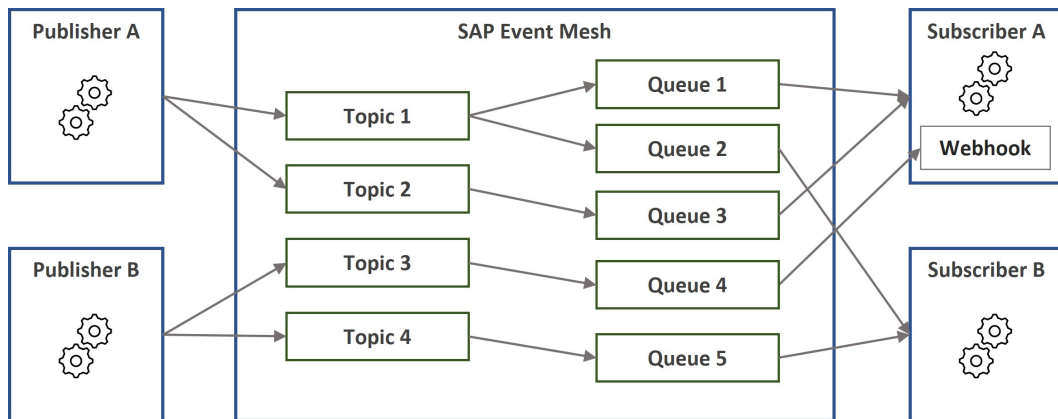 Publisher A
SAP Event Mesh
Subscriber A
Topic 1
Topic 2
Topic 3
Topic 4
Queue 1
Queue 2
Queue 3
Queue 4
Queue 5
Webhook
Publisher B
Subscriber B